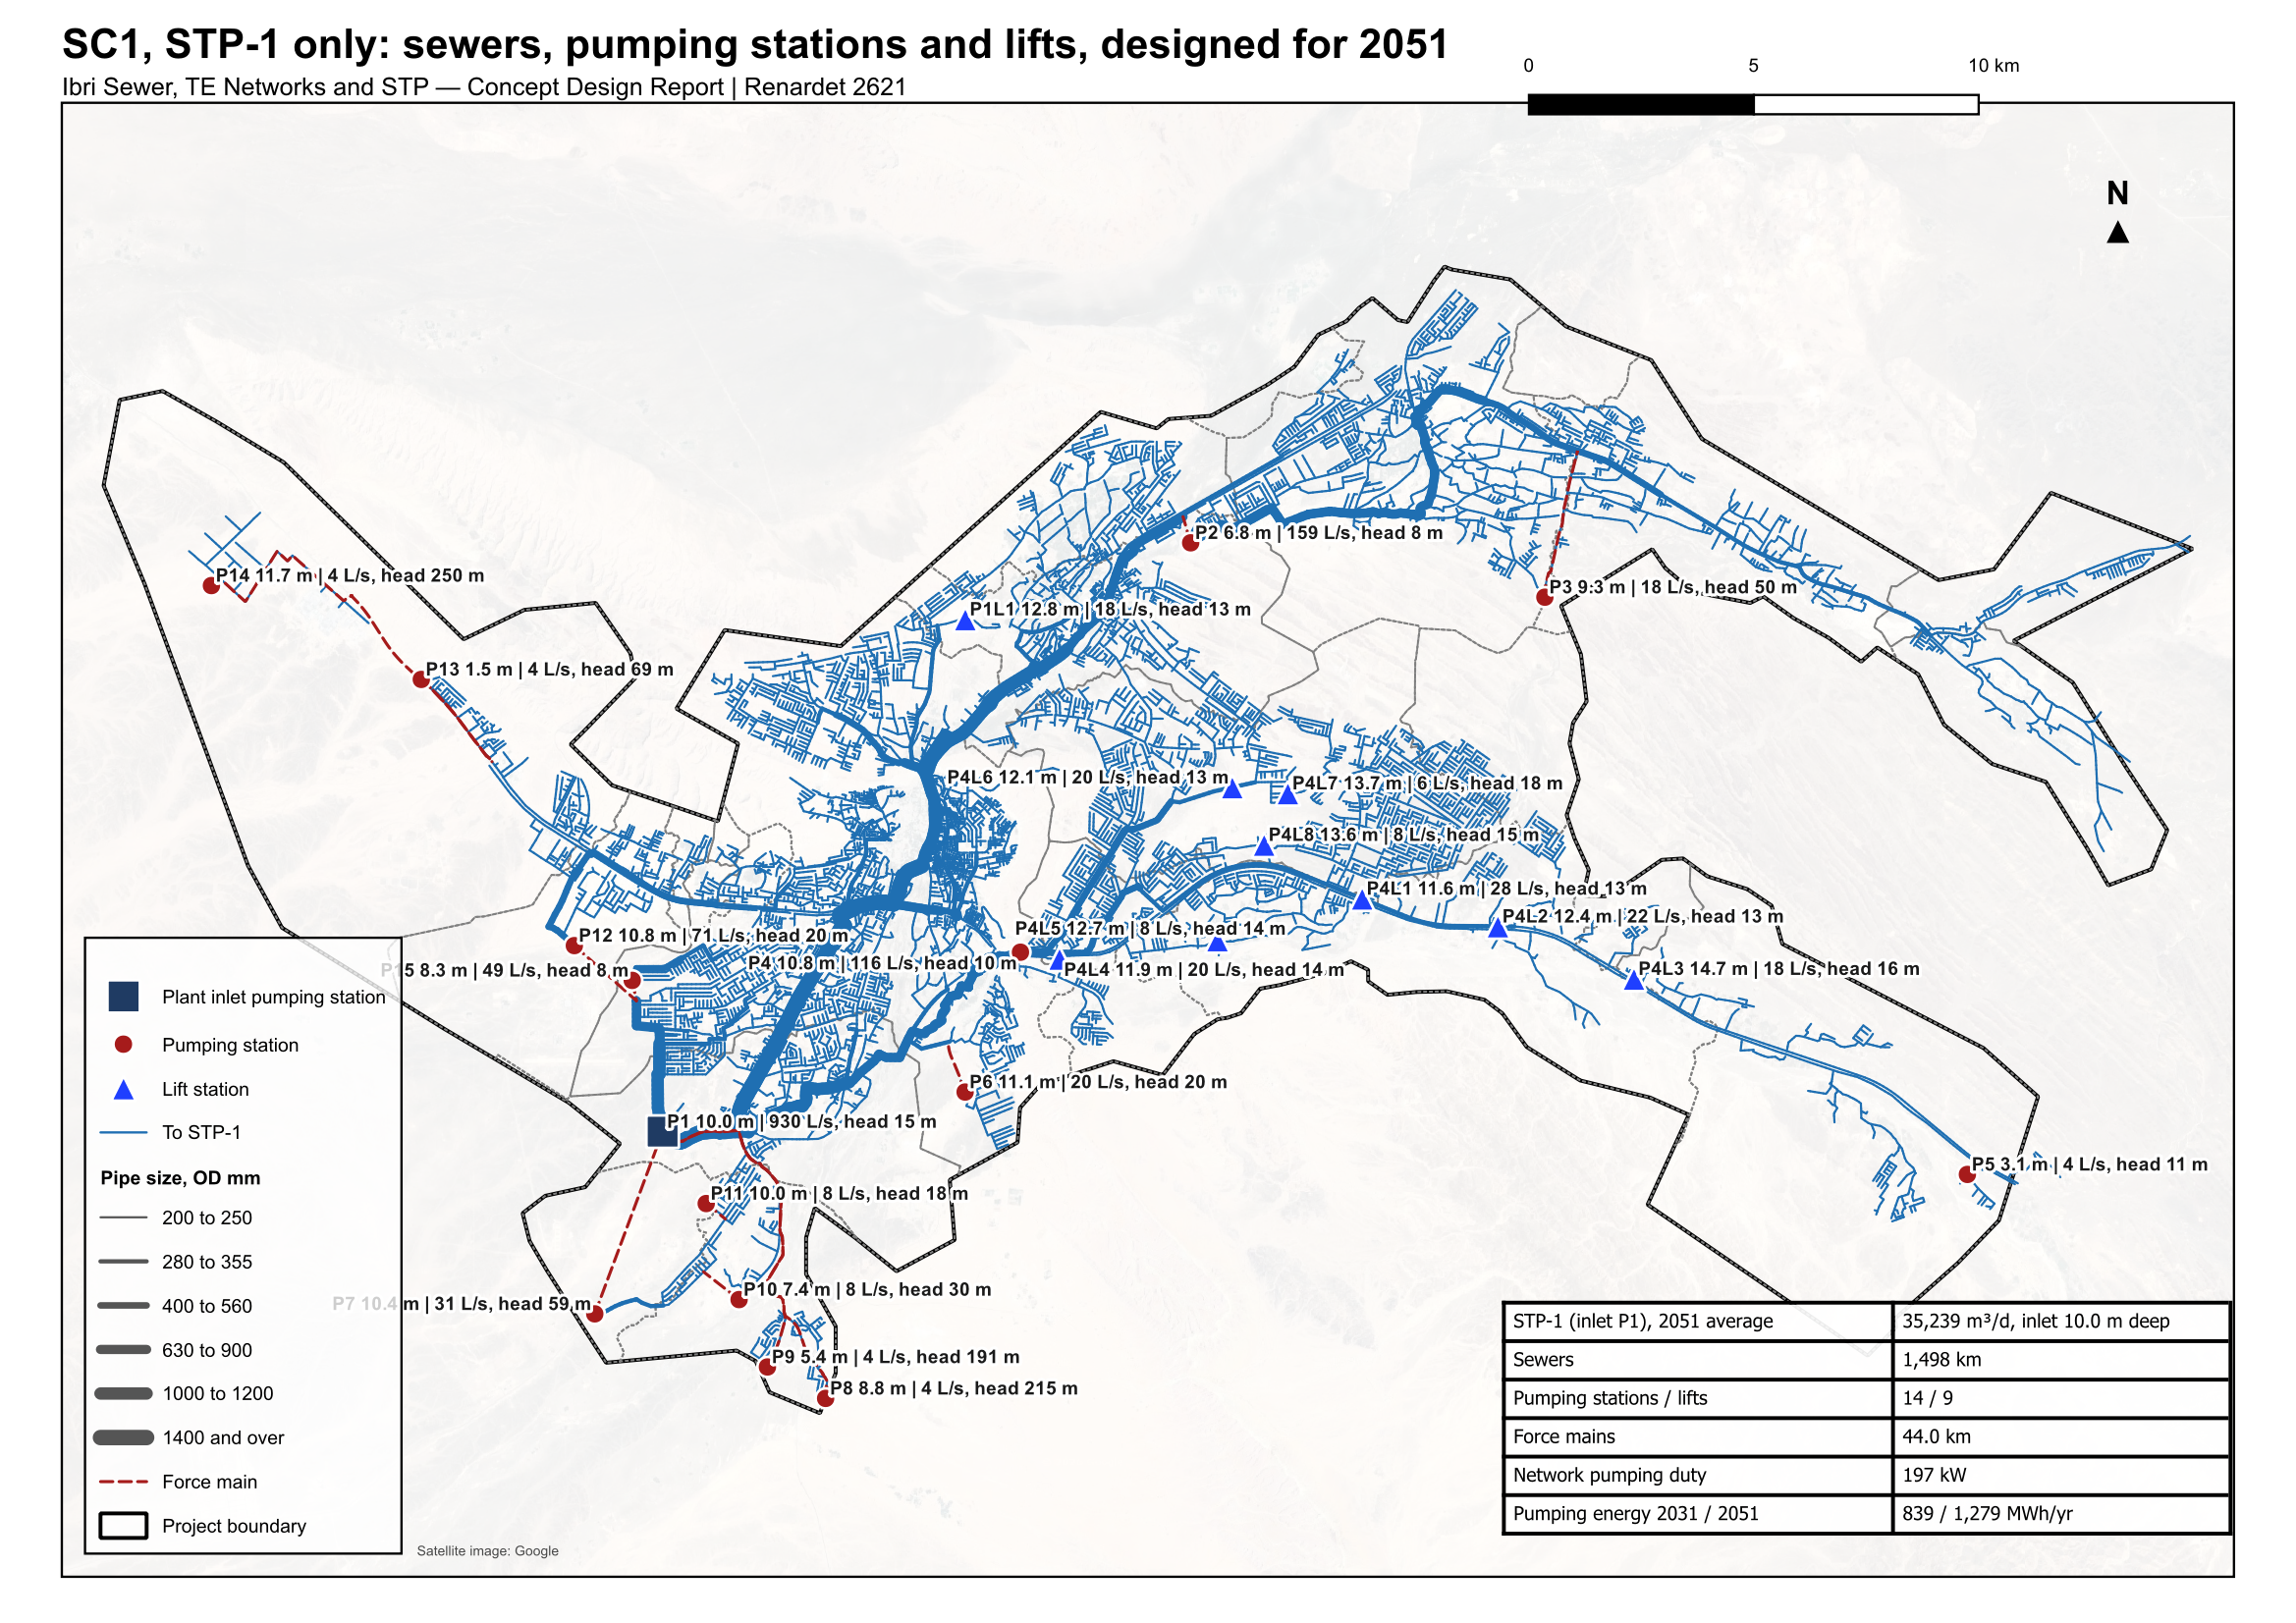 SC1, STP-1 only: sewers, pumping stations and lifts, designed for 2051
Ibri Sewer, TE Networks and STP — Concept Design Report | Renardet 2621
0 5 10 km
N
P2 6.8 m | 159 L/s, head 8 m
P14 11.7 m | 4 L/s, head 250 m
P3 9.3 m | 18 L/s, head 50 m
P1L1 12.8 m | 18 L/s, head 13 m
P13 1.5 m | 4 L/s, head 69 m
P4L6 12.1 m | 20 L/s, head 13 m
P4L7 13.7 m | 6 L/s, head 18 m
P4L8 13.6 m | 8 L/s, head 15 m
P4L1 11.6 m | 28 L/s, head 13 m
P4L2 12.4 m | 22 L/s, head 13 m
P4L5 12.7 m | 8 L/s, head 14 m
P12 10.8 m | 71 L/s, head 20 m
P4 10.8 m | 116 L/s, head 10 m
P4L4 11.9 m | 20 L/s, head 14 m
P4L3 14.7 m | 18 L/s, head 16 m
P15 8.3 m | 49 L/s, head 8 m
P6 11.1 m | 20 L/s, head 20 m
P1 10.0 m | 930 L/s, head 15 m
P5 3.1 m | 4 L/s, head 11 m
P11 10.0 m | 8 L/s, head 18 m
P10 7.4 m | 8 L/s, head 30 m
P7 10.4 m | 31 L/s, head 59 m
P9 5.4 m | 4 L/s, head 191 m
P8 8.8 m | 4 L/s, head 215 m
Plant inlet pumping station
Pumping station
Lift station
To STP-1
Pipe size, OD mm
200 to 250
280 to 355
400 to 560
630 to 900
1000 to 1200
1400 and over
Force main
Project boundary
Satellite image: Google
STP-1 (inlet P1), 2051 average 35,239 m³/d, inlet 10.0 m deep
Sewers 1,498 km
Pumping stations / lifts 14 / 9
Force mains 44.0 km
Network pumping duty 197 kW
Pumping energy 2031 / 2051 839 / 1,279 MWh/yr